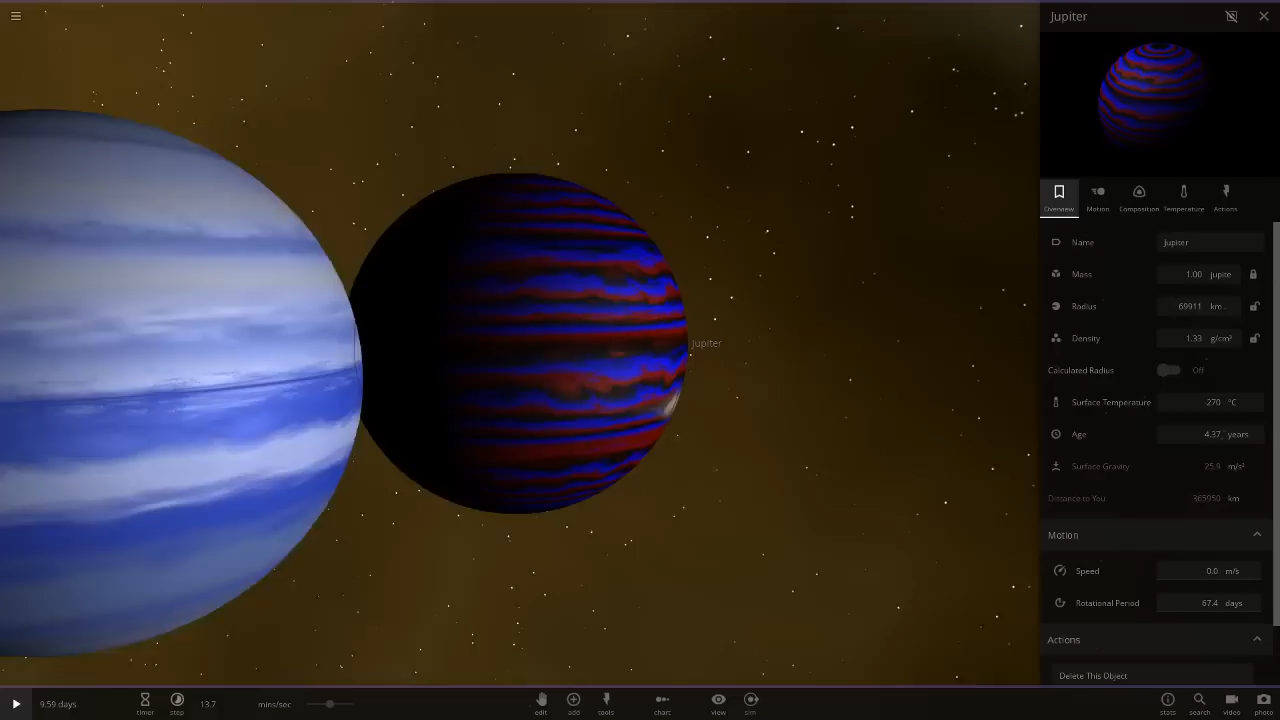 Jupiter
Overview Motion Composition Temperature Actions
Name Jupiter
Mass 1.00 jupite
Radius 69911 km
Density 1.33 g/cm³
Calculated Radius Off
Surface Temperature -270 °C
Age 4.37 years
Surface Gravity 25.9 m/s²
Distance to You 365950 km
Motion
Speed 0.0 m/s
Rotational Period 67.4 days
Actions
Delete This Object
Jupiter
9.59 days timer step 13.7 mins/sec edit add tools chart view sim stats search video photo